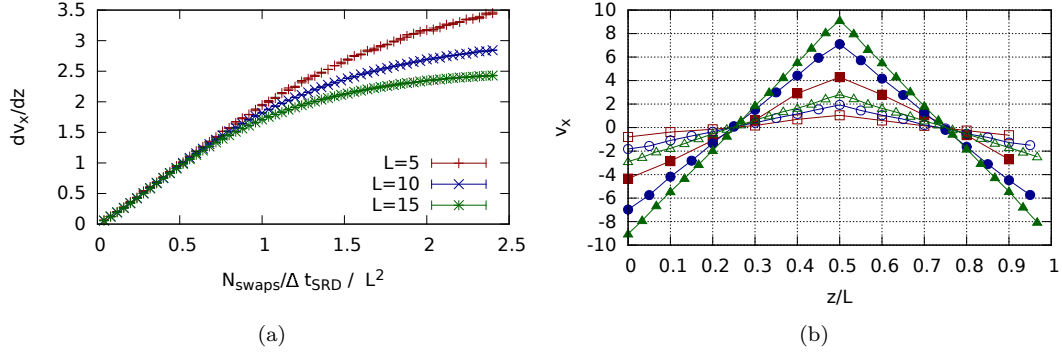 3.5
3
2.5
2
1.5
1
0.5
0
dvx/dz
L=5
L=10
L=15
0 0.5 1 1.5 2 2.5
Nswaps/Δ tSRD / L2
(a)
10
8
6
4
2
0
-2
-4
-6
-8
-10
vx
0 0.1 0.2 0.3 0.4 0.5 0.6 0.7 0.8 0.9 1
z/L
(b)